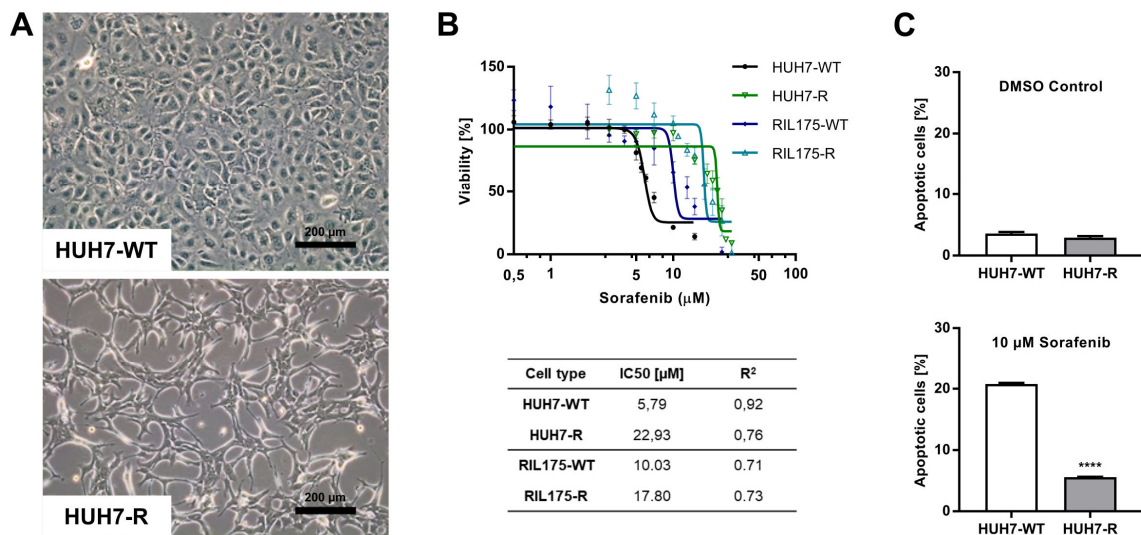 A
200 µm
HUH7-WT
200 µm
HUH7-R
B
150
100
50
0
Viability [%]
0,5 1 5 10 50 100
Sorafenib (µM)
HUH7-WT
HUH7-R
RIL175-WT
RIL175-R
Cell type IC50 [µM] R²
HUH7-WT 5,79 0,92
HUH7-R 22,93 0,76
RIL175-WT 10.03 0.71
RIL175-R 17.80 0.73
C
DMSO Control
30
20
10
0
Apoptotic cells [%]
HUH7-WT HUH7-R
10 µM Sorafenib
30
20
10
0
Apoptotic cells [%]
****
HUH7-WT HUH7-R